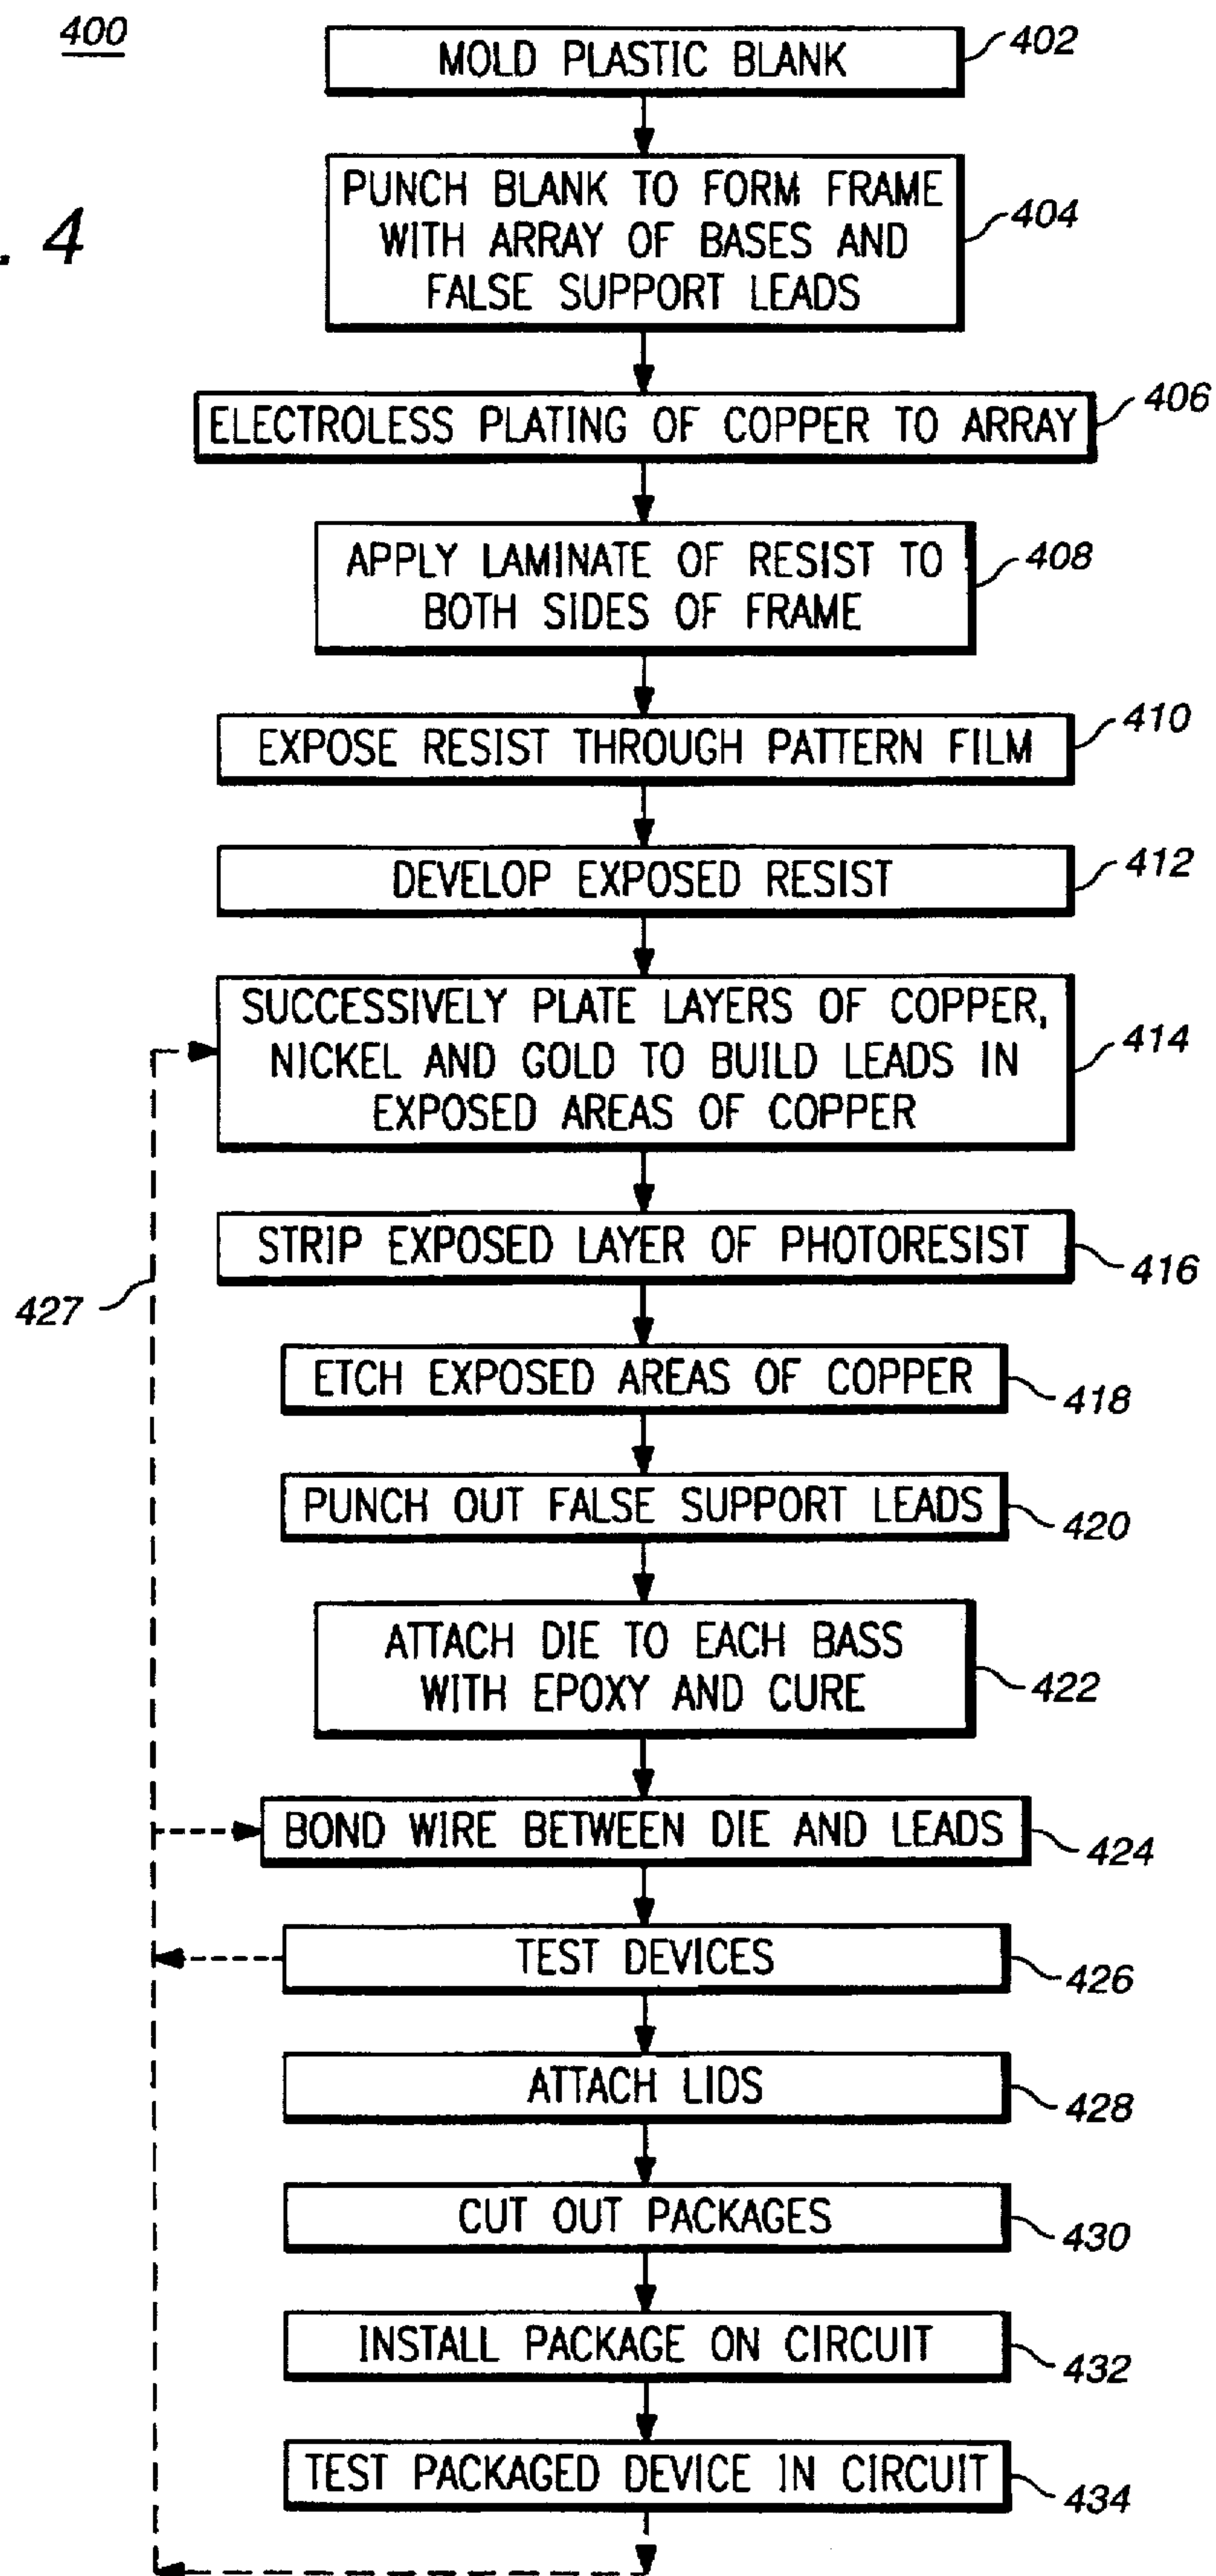 400
402
MOLD PLASTIC BLANK
. 4
PUNCH BLANK TO FORM FRAME
WITH ARRAY OF BASES AND
FALSE SUPPORT LEADS
404
ELECTROLESS PLATING OF COPPER TO ARRAY
406
APPLY LAMINATE OF RESIST TO
BOTH SIDES OF FRAME
408
EXPOSE RESIST THROUGH PATTERN FILM
410
DEVELOP EXPOSED RESIST
412
SUCCESSIVELY PLATE LAYERS OF COPPER,
NICKEL AND GOLD TO BUILD LEADS IN
EXPOSED AREAS OF COPPER
414
STRIP EXPOSED LAYER OF PHOTORESIST
416
427
ETCH EXPOSED AREAS OF COPPER
418
PUNCH OUT FALSE SUPPORT LEADS
420
ATTACH DIE TO EACH BASS
WITH EPOXY AND CURE
422
BOND WIRE BETWEEN DIE AND LEADS
424
TEST DEVICES
426
ATTACH LIDS
428
CUT OUT PACKAGES
430
INSTALL PACKAGE ON CIRCUIT
432
TEST PACKAGED DEVICE IN CIRCUIT
434